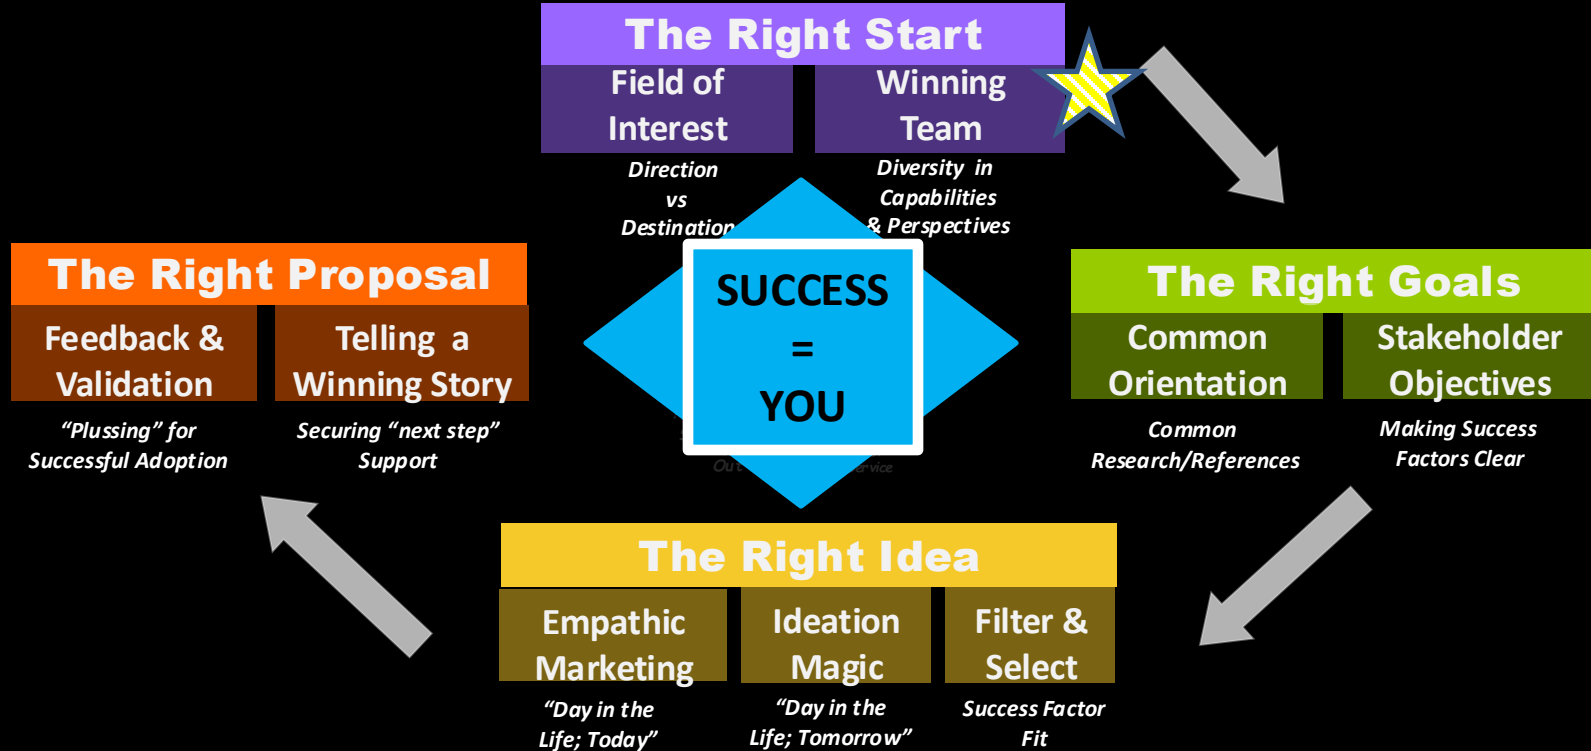 The Right Start
Field of
Interest
Winning
Team
Direction
vs
Destination
Diversity in
Capabilities
& Perspectives
The Right Proposal
Feedback &
Validation
Telling a
Winning Story
“Plussing” for
Successful Adoption
Securing “next step”
Support
SUCCESS
=
YOU
Out
ervice
The Right Goals
Common
Orientation
Stakeholder
Objectives
Common
Research/References
Making Success
Factors Clear
The Right Idea
Empathic
Marketing
Ideation
Magic
Filter &
Select
“Day in the
Life; Today”
“Day in the
Life; Tomorrow”
Success Factor
Fit